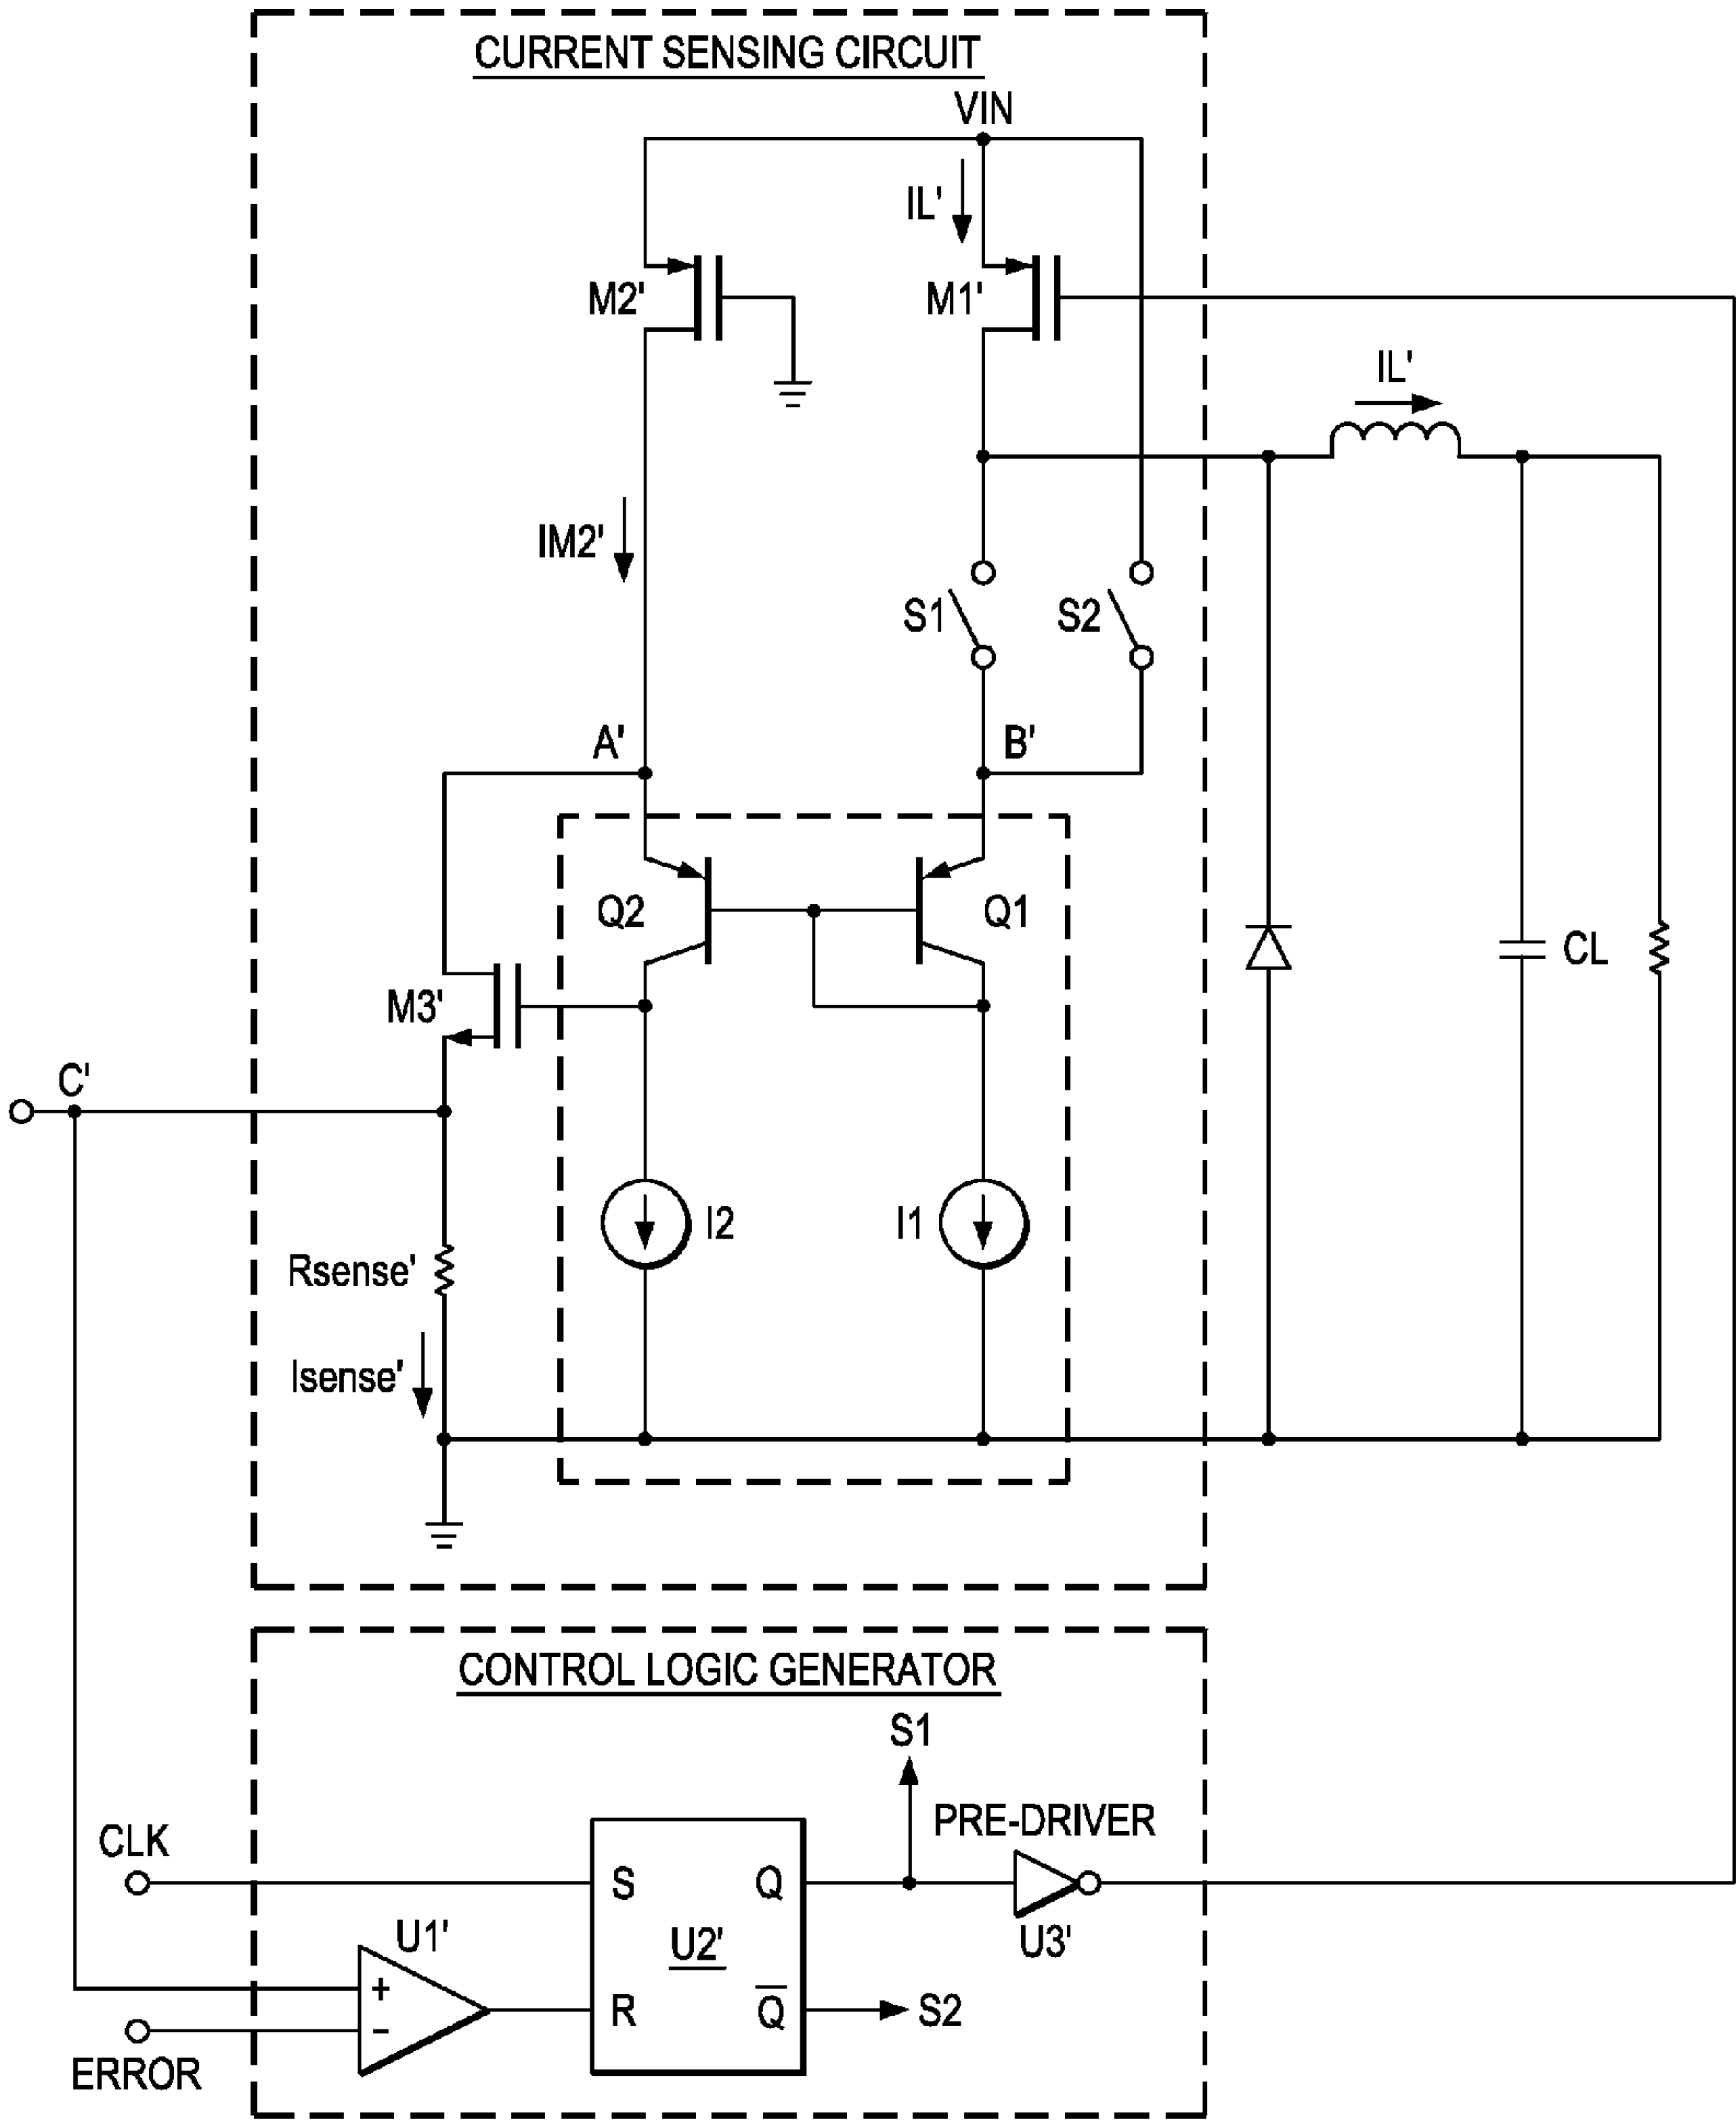 CURRENT SENSING CIRCUIT
VIN
IL'
M2'
M1'
IL'
IM2'
S1
S2
A'
B'
Q2
Q1
CL
M3'
C'
I2
I1
Rsense'
Isense'
CONTROL LOGIC GENERATOR
S1
PRE-DRIVER
CLK
S
Q
U1'
U2'
U3'
+
R
Q
S2
-
ERROR